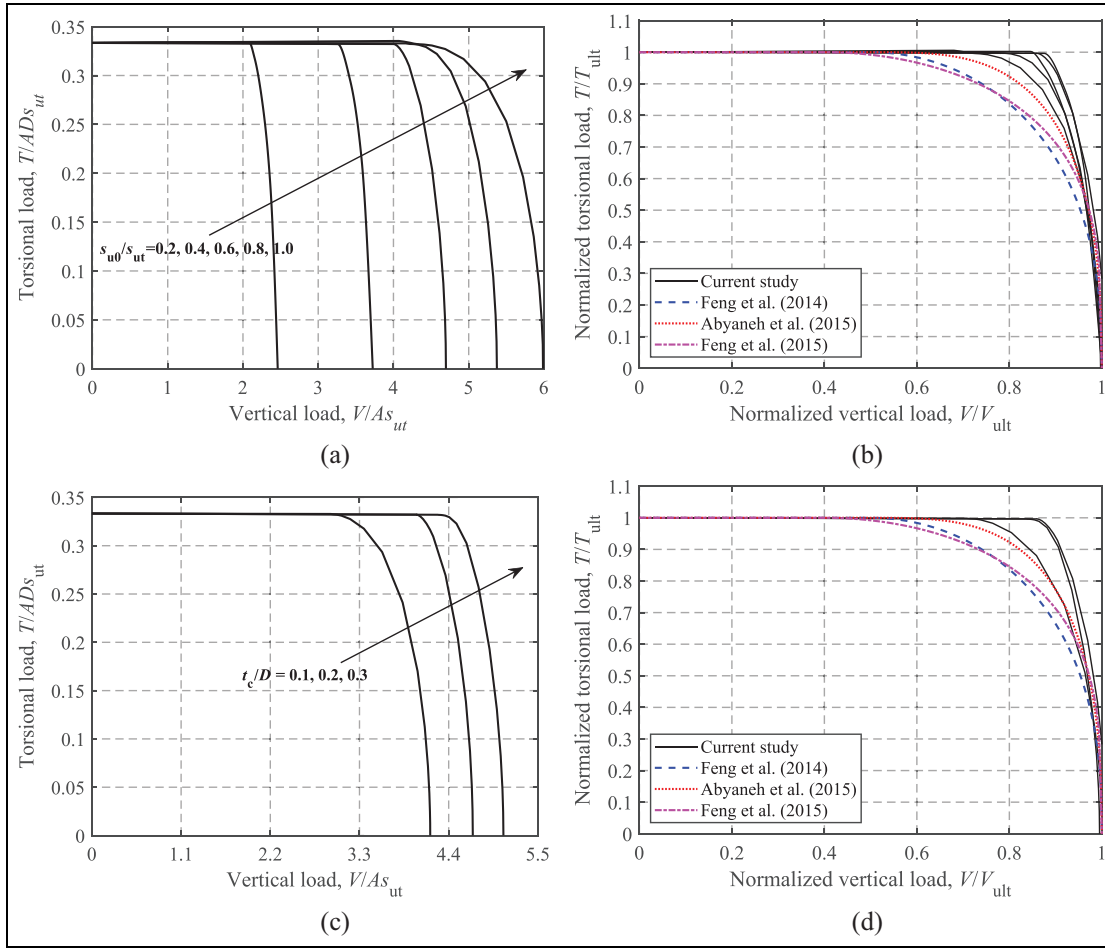 0.35
0.3
0.25
0.2
0.15
0.1
0.05
0
Torsional load, T/ADs_ut
s_u0/s_ut=0.2, 0.4, 0.6, 0.8, 1.0
0 1 2 3 4 5 6
Vertical load, V/As_ut
(a)
1.1
1
0.9
0.8
0.7
0.6
0.5
0.4
0.3
0.2
0.1
0
Normalized torsional load, T/T_ult
Current study
Feng et al. (2014)
Abyaneh et al. (2015)
Feng et al. (2015)
0 0.2 0.4 0.6 0.8 1
Normalized vertical load, V/V_ult
(b)
0.35
0.3
0.25
0.2
0.15
0.1
0.05
0
Torsional load, T/ADs_ut
t_c/D = 0.1, 0.2, 0.3
0 1.1 2.2 3.3 4.4 5.5
Vertical load, V/As_ut
(c)
1.1
1
0.9
0.8
0.7
0.6
0.5
0.4
0.3
0.2
0.1
0
Normalized torsional load, T/T_ult
Current study
Feng et al. (2014)
Abyaneh et al. (2015)
Feng et al. (2015)
0 0.2 0.4 0.6 0.8 1
Normalized vertical load, V/V_ult
(d)